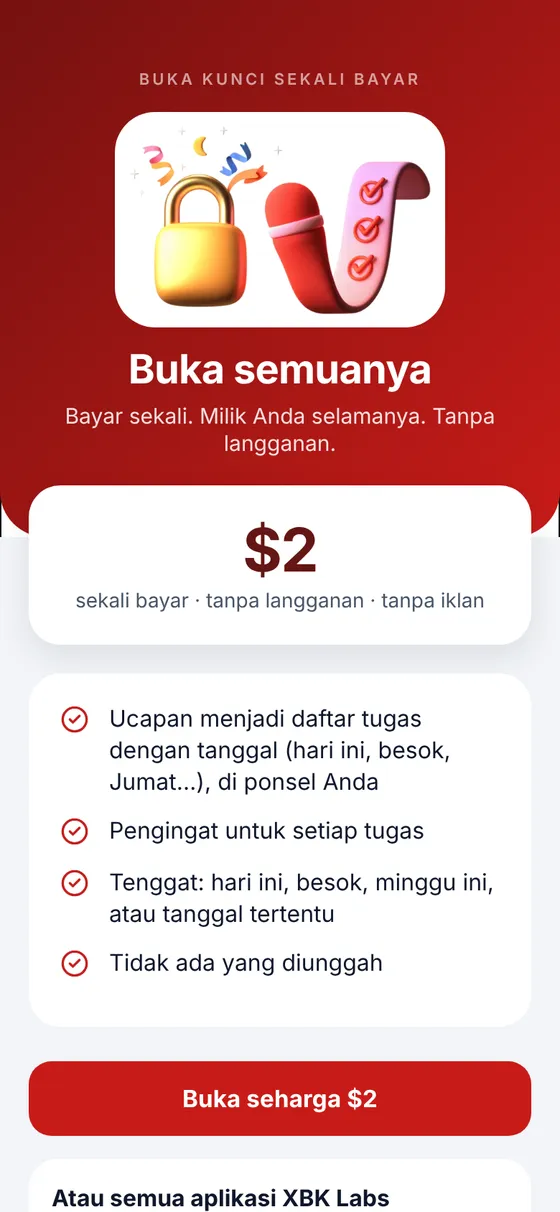 BUKA KUNCI SEKALI BAYAR
Buka semuanya
Bayar sekali. Milik Anda selamanya. Tanpa
langganan.
$2
sekali bayar · tanpa langganan · tanpa iklan
Ucapan menjadi daftar tugas
dengan tanggal (hari ini, besok,
Jumat…), di ponsel Anda
Pengingat untuk setiap tugas
Tenggat: hari ini, besok, minggu ini,
atau tanggal tertentu
Tidak ada yang diunggah
Buka seharga $2
Atau semua aplikasi XBK Labs